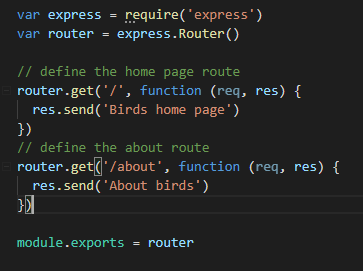 var express = require('express')
var router = express.Router()

// define the home page route
router.get('/', function (req, res) {
  res.send('Birds home page')
})
// define the about route
router.get('/about', function (req, res) {
  res.send('About birds')
})

module.exports = router